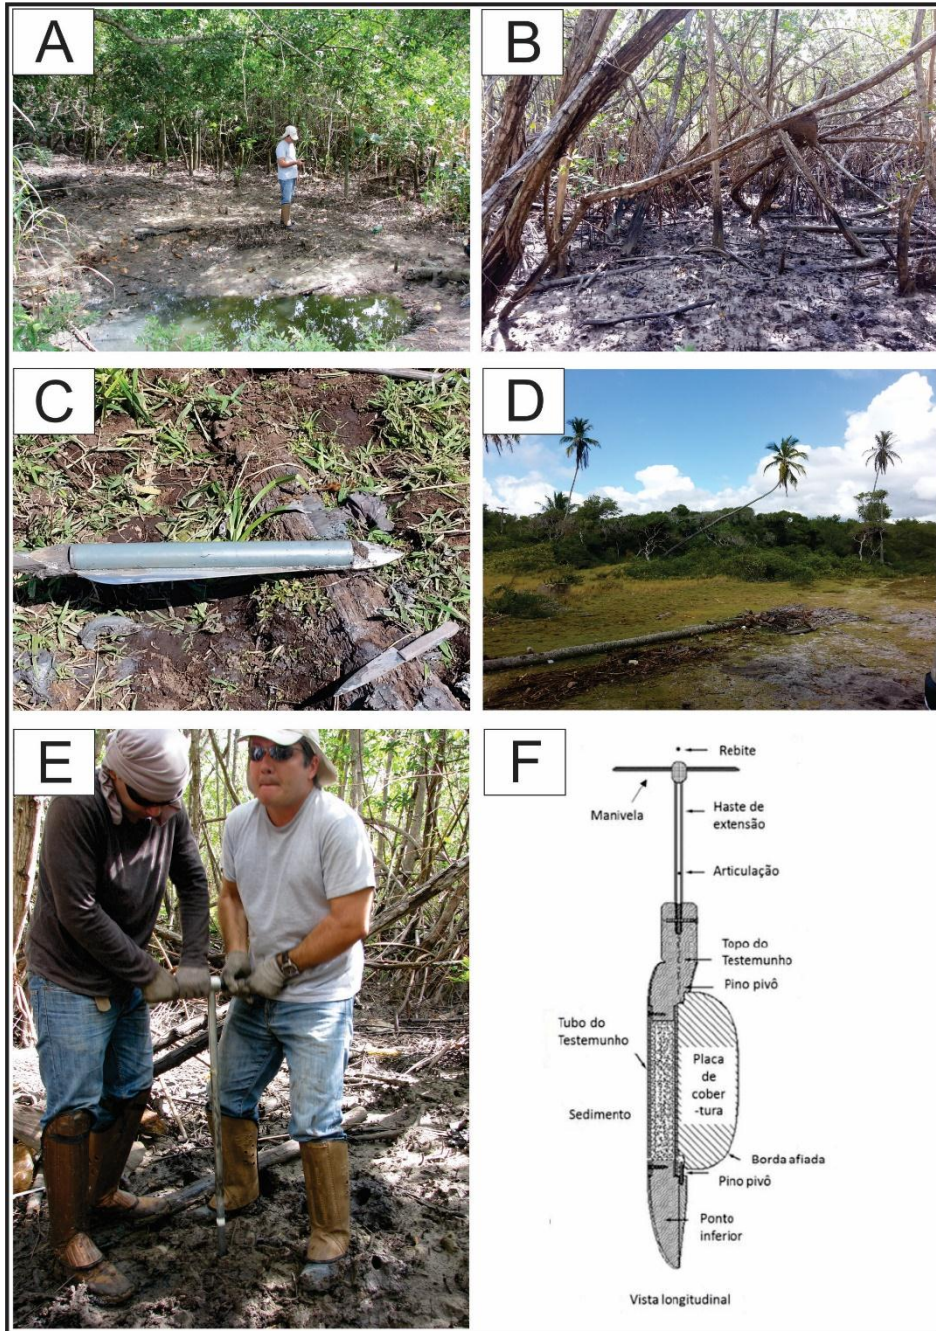 A
B
C
D
E
F
Rebite
Manivela
Haste de
extensão
Articulação
Topo do
Testemunho
Pino pivô
Tubo do
Testemunho
Placa
de
cober
-tura
Sedimento
Borda afiada
Pino pivô
Ponto
inferior
Vista longitudinal